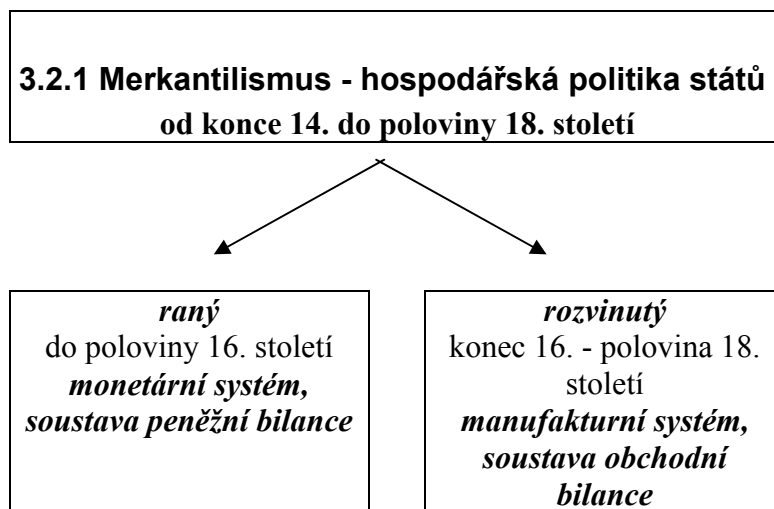 3.2.1 Merkantilismus - hospodářská politika států
od konce 14. do poloviny 18. století
raný
do poloviny 16. století
monetární systém,
soustava peněžní bilance
rozvinutý
konec 16. - polovina 18.
století
manufakturní systém,
soustava obchodní
bilance